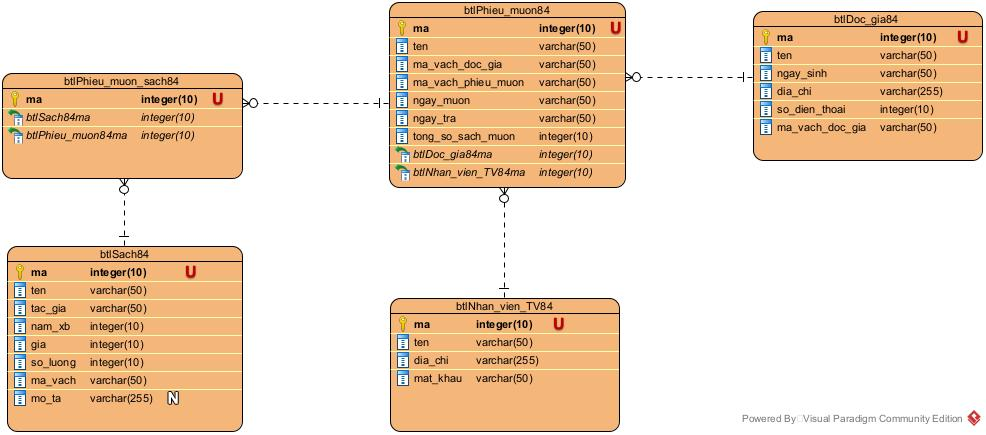 btlPhieu_muon_sach84
ma integer(10) U
btlSach84ma integer(10)
btlPhieu_muon84ma integer(10)
btlPhieu_muon84
ma integer(10) U
ten varchar(50)
ma_vach_doc_gia varchar(50)
ma_vach_phieu_muon varchar(50)
ngay_muon varchar(50)
ngay_tra varchar(50)
tong_so_sach_muon integer(10)
btlDoc_gia84ma integer(10)
btlNhan_vien_TV84ma integer(10)
btlDoc_gia84
ma integer(10) U
ten varchar(50)
ngay_sinh varchar(50)
dia_chi varchar(255)
so_dien_thoai integer(10)
ma_vach_doc_gia varchar(50)
btlSach84
ma integer(10) U
ten varchar(50)
tac_gia varchar(50)
nam_xb integer(10)
gia integer(10)
so_luong integer(10)
ma_vach varchar(50)
mo_ta varchar(255) N
btlNhan_vien_TV84
ma integer(10) U
ten varchar(50)
dia_chi varchar(255)
mat_khau varchar(50)
Powered By Visual Paradigm Community Edition